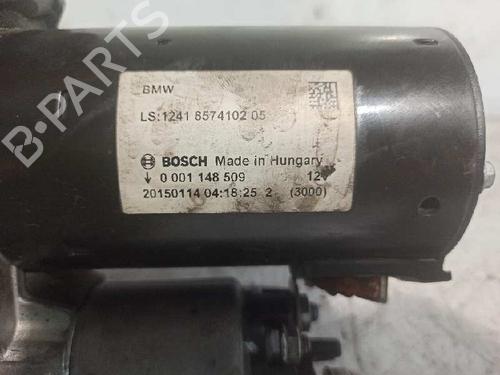 BMW
LS:1241 8574102 05
BOSCH Made in Hungary
0 001 148 509 12V
20150114 04:18:25 2 (3000)
B-PARTS